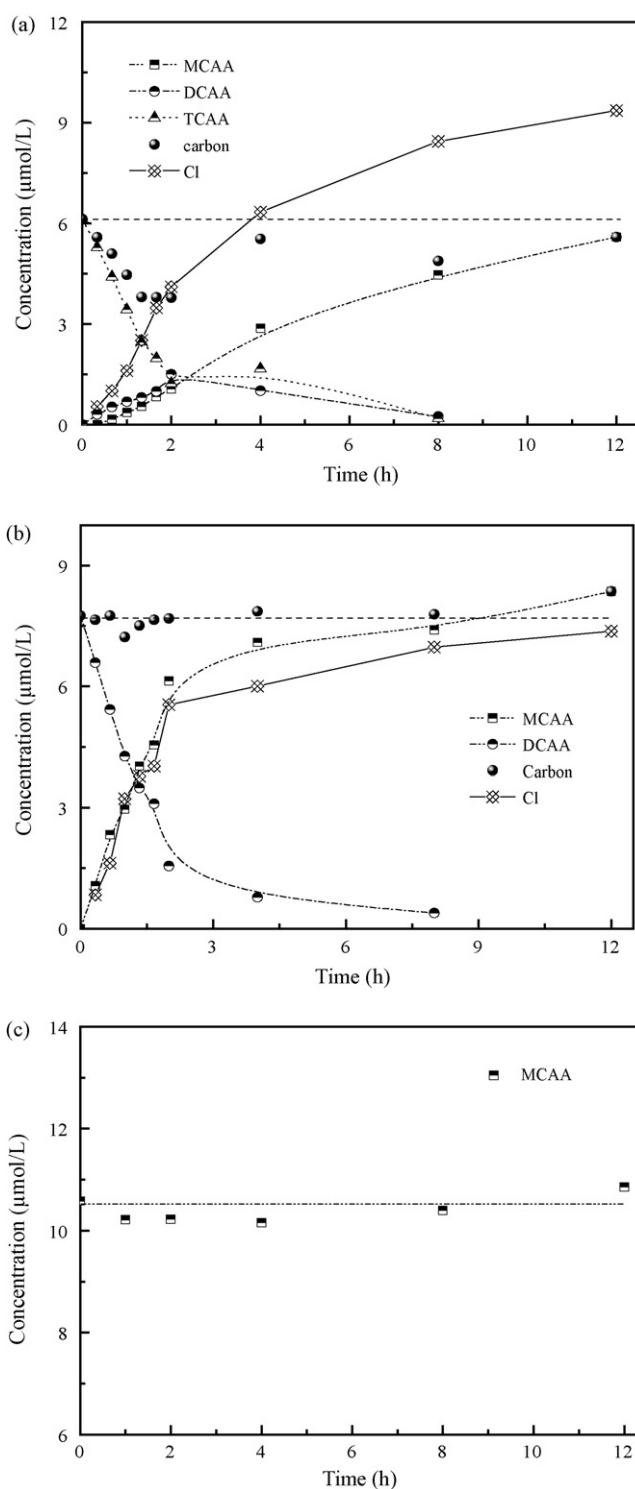 (a)
12
9
6
3
0
Concentration (μmol/L)
MCAA
DCAA
TCAA
carbon
Cl
0 2 4 6 8 10 12
Time (h)
(b)
9
6
3
0
Concentration (μmol/L)
MCAA
DCAA
Carbon
Cl
0 3 6 9 12
Time (h)
(c)
14
12
10
8
6
Concentration (μmol/L)
MCAA
0 2 4 6 8 10 12
Time (h)